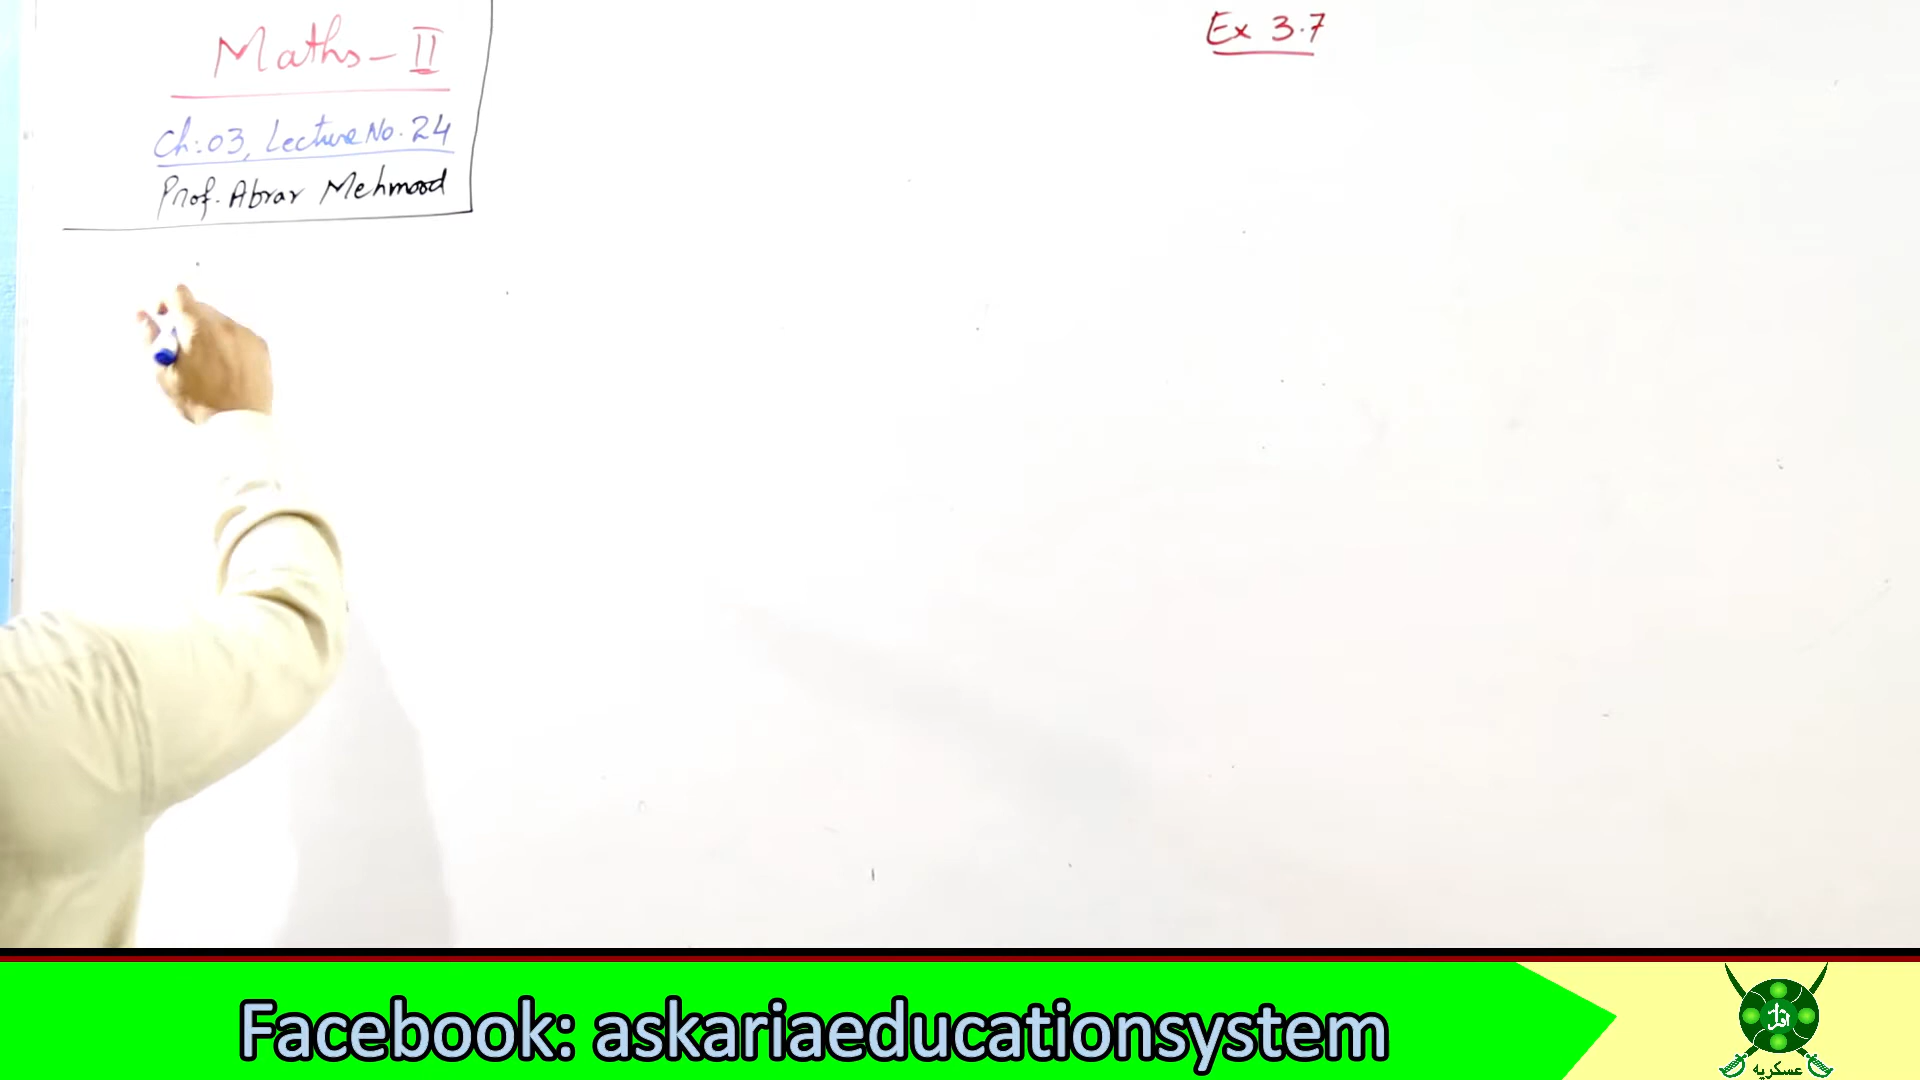 Maths-II
Ex 3.7
Ch:03, Lecture No. 24
Prof. Abrar Mehmood
Facebook: askariaeducationsystem
عسکریہ